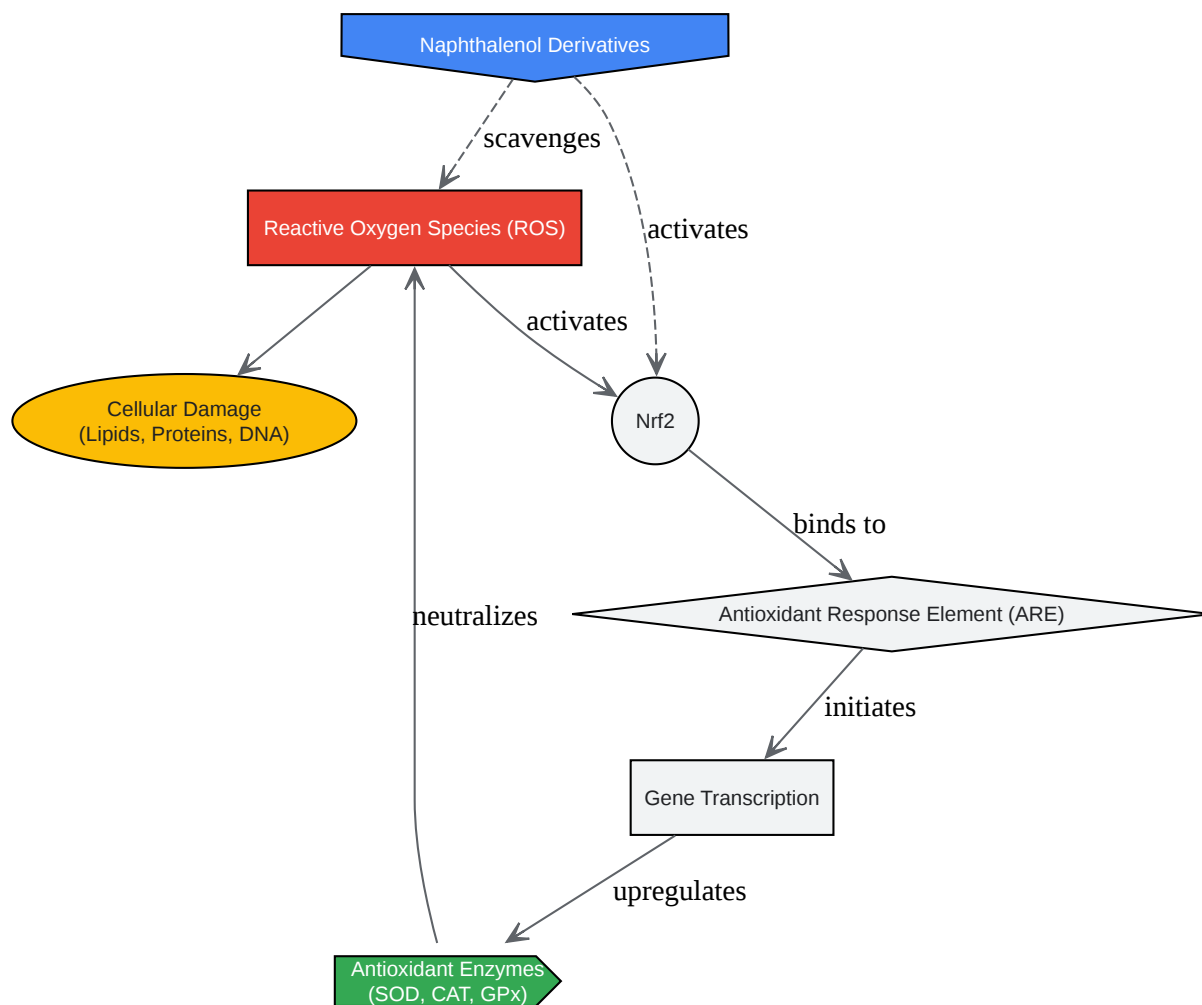 Naphthalenol Derivatives
scavenges
Reactive Oxygen Species (ROS)
activates
activates
Cellular Damage
(Lipids, Proteins, DNA)
Nrf2
binds to
Antioxidant Response Element (ARE)
neutralizes
initiates
Gene Transcription
upregulates
Antioxidant Enzymes
(SOD, CAT, GPx)